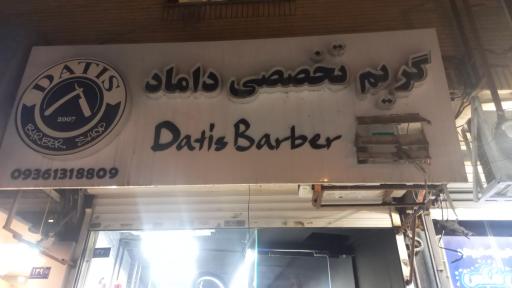 DATIS
2007
BARBER SHOP
گریم تخصصی داماد
Datis Barber
09361318809